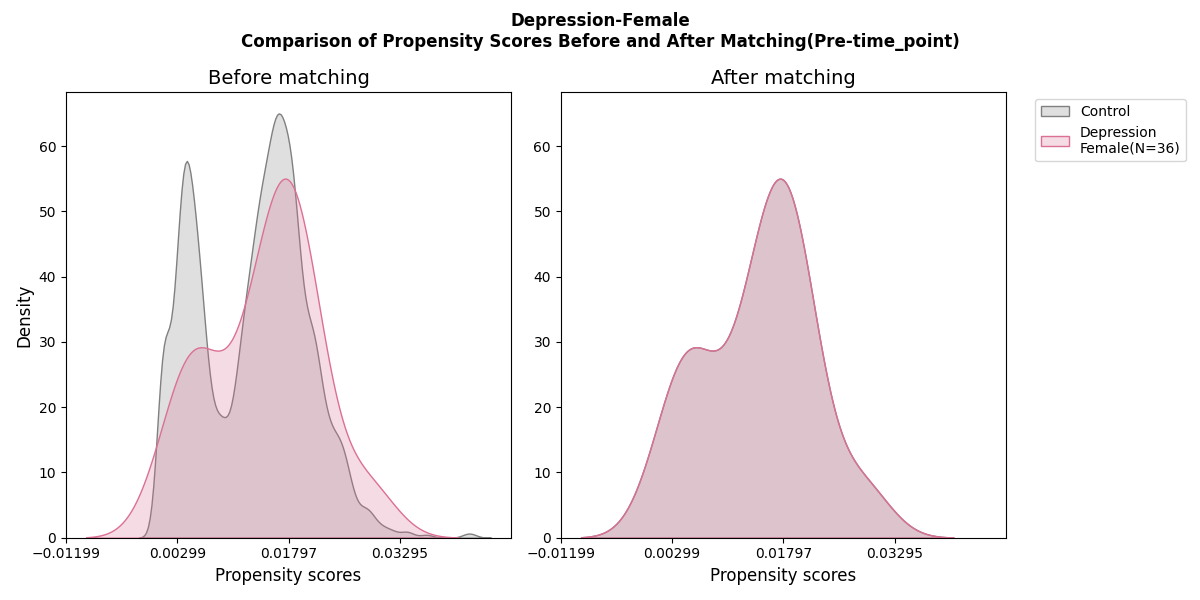 Depression-Female
Comparison of Propensity Scores Before and After Matching(Pre-time_point)
Before matching
Density
60
50
40
30
20
10
0
−0.01199
0.00299
0.01797
0.03295
Propensity scores
After matching
60
50
40
30
20
10
0
−0.01199
0.00299
0.01797
0.03295
Propensity scores
Control
Depression
Female(N=36)